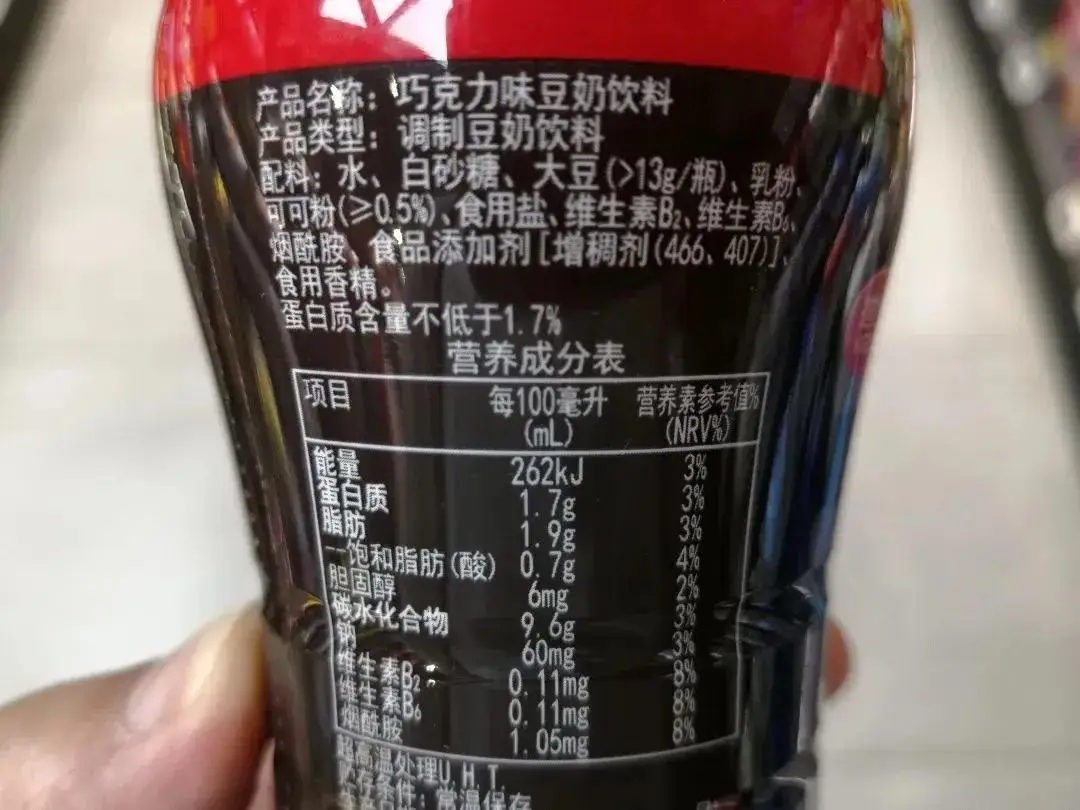 产品名称：巧克力味豆奶饮料
产品类型：调制豆奶饮料
配料：水、白砂糖、大豆(>13g/瓶)、乳粉、
可可粉(≥0.5%)、食用盐、维生素B₂、维生素B₆、
烟酰胺、食品添加剂[增稠剂(466、407)]、
食用香精。
蛋白质含量不低于1.7%
营养成分表
项目 每100毫升(mL) 营养素参考值%(NRV%)
能量 262kJ 3%
蛋白质 1.7g 3%
脂肪 1.9g 3%
--饱和脂肪(酸) 0.7g 4%
胆固醇 6mg 2%
碳水化合物 9.6g 3%
钠 60mg 3%
维生素B₂ 0.11mg 8%
维生素B₆ 0.11mg 8%
烟酰胺 1.05mg 8%
超高温处理U.H.T.
贮存条件：常温保存